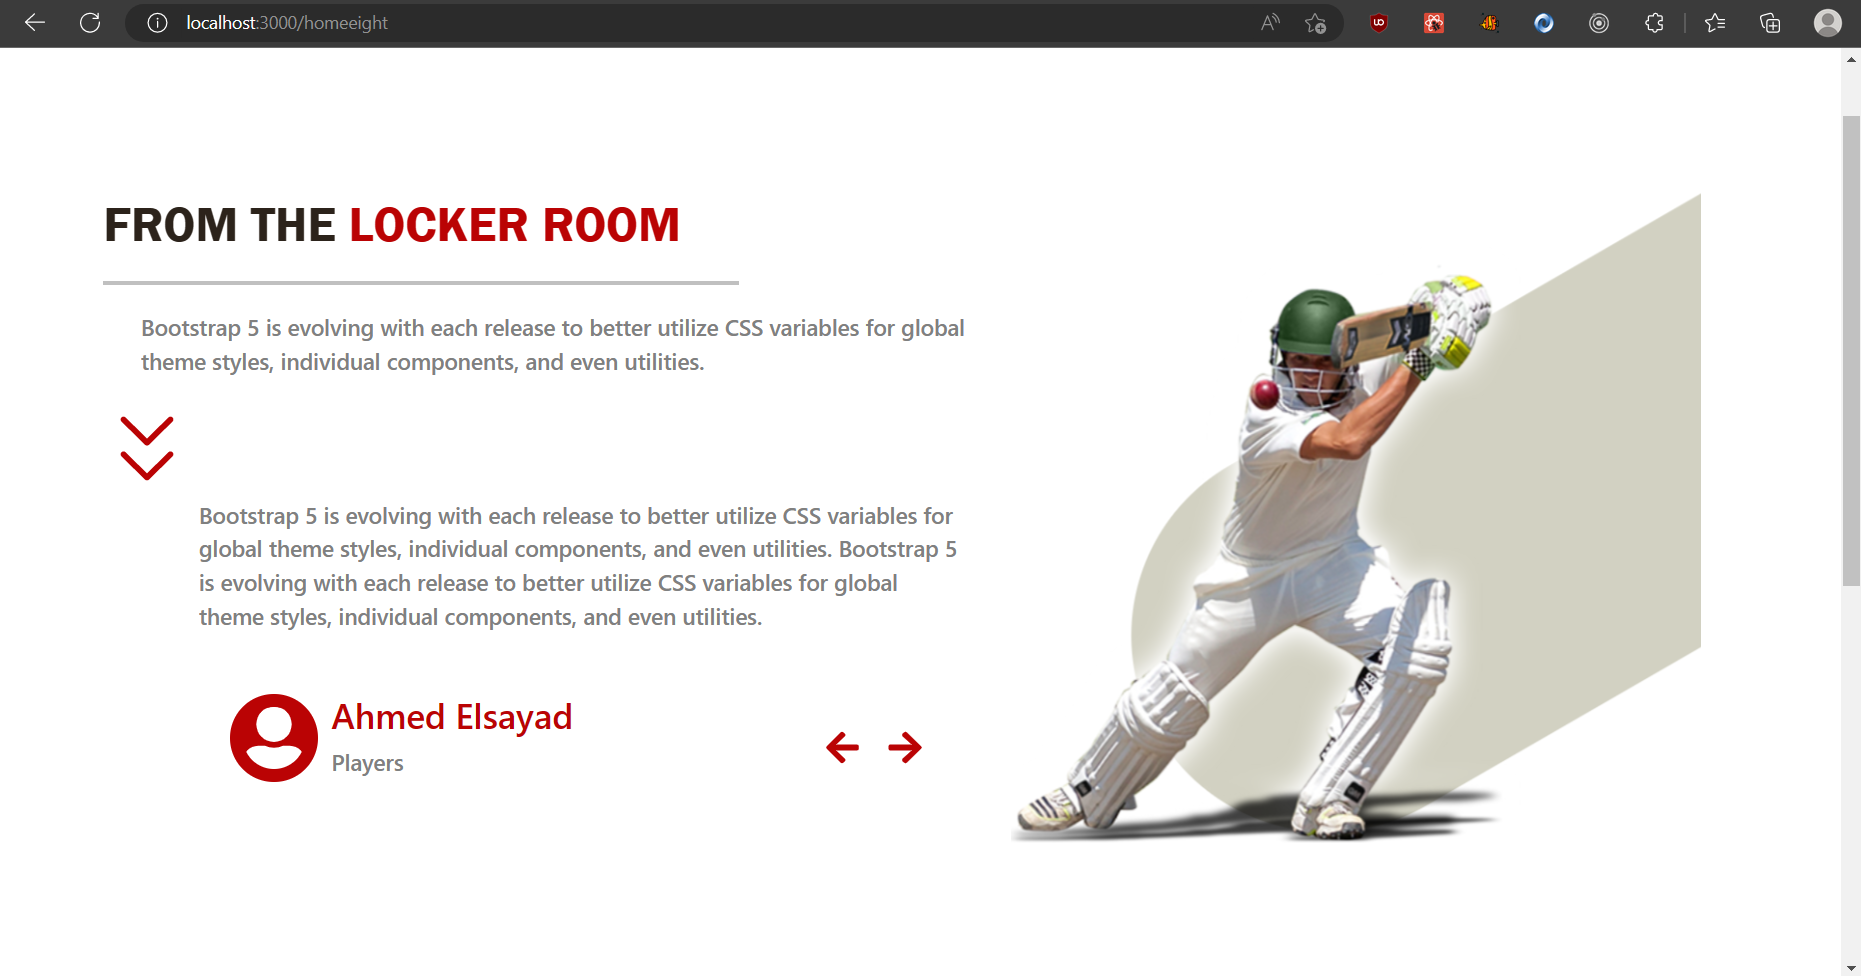 localhost:3000/homeeight
FROM THE LOCKER ROOM
Bootstrap 5 is evolving with each release to better utilize CSS variables for global
theme styles, individual components, and even utilities.
Bootstrap 5 is evolving with each release to better utilize CSS variables for
global theme styles, individual components, and even utilities. Bootstrap 5
is evolving with each release to better utilize CSS variables for global
theme styles, individual components, and even utilities.
Ahmed Elsayad
Players